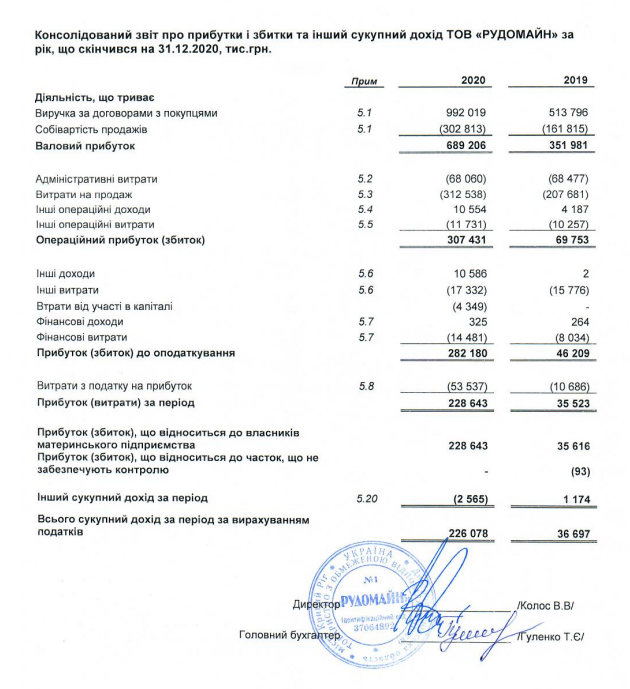 Консолідований звіт про прибутки і збитки та інший сукупний дохід ТОВ «РУДОМАЙН» за
рік, що скінчився на 31.12.2020, тис.грн.
Прим 2020 2019
Діяльність, що триває
Виручка за договорами з покупцями 5.1 992 019 513 796
Собівартість продажів 5.1 (302 813) (161 815)
Валовий прибуток 689 206 351 981
Адміністративні витрати 5.2 (68 060) (68 477)
Витрати на продаж 5.3 (312 538) (207 681)
Інші операційні доходи 5.4 10 554 4 187
Інші операційні витрати 5.5 (11 731) (10 257)
Операційний прибуток (збиток) 307 431 69 753
Інші доходи 5.6 10 586 2
Інші витрати 5.6 (17 332) (15 776)
Втрати від участі в капіталі (4 349) -
Фінансові доходи 5.7 325 264
Фінансові витрати 5.7 (14 481) (8 034)
Прибуток (збиток) до оподаткування 282 180 46 209
Витрати з податку на прибуток 5.8 (53 537) (10 686)
Прибуток (витрати) за період 228 643 35 523
Прибуток (збиток), що відноситься до власників
материнського підприємства 228 643 35 616
Прибуток (збиток), що відноситься до часток, що не
забезпечують контролю - (93)
Інший сукупний дохід за період 5.20 (2 565) 1 174
Всього сукупний дохід за період за вирахуванням
податків 226 078 36 697
УКРАЇНА
№1
Директор /Колос В.В/
РУДОМАЙН
Ідентифікаційний
37064892
Головний бухгалтер /Гуленко Т.Є/